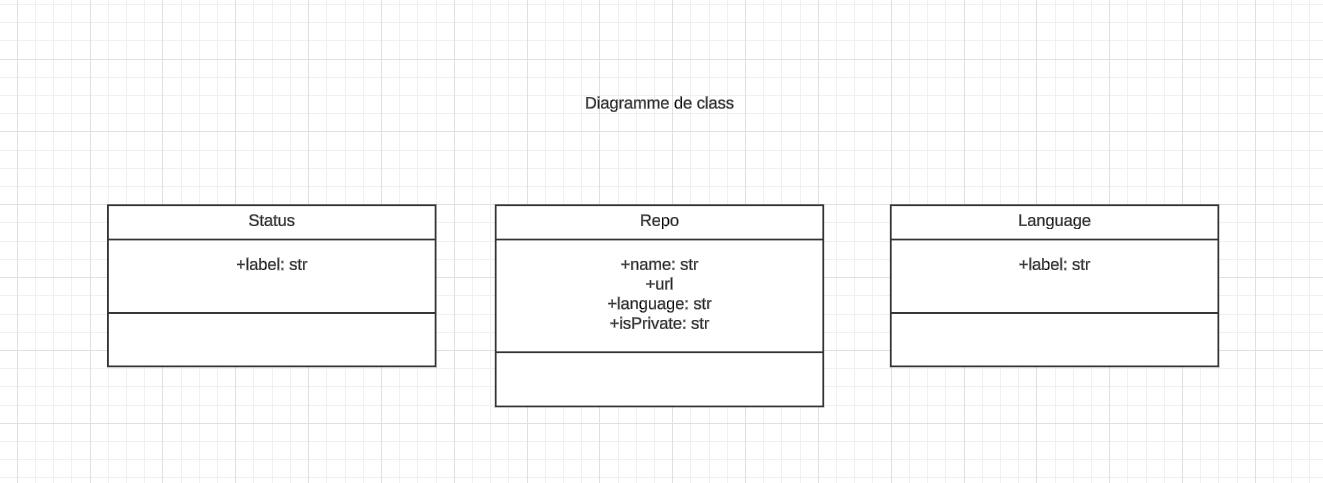 Diagramme de class
Status
+label: str
Repo
+name: str
+url
+language: str
+isPrivate: str
Language
+label: str